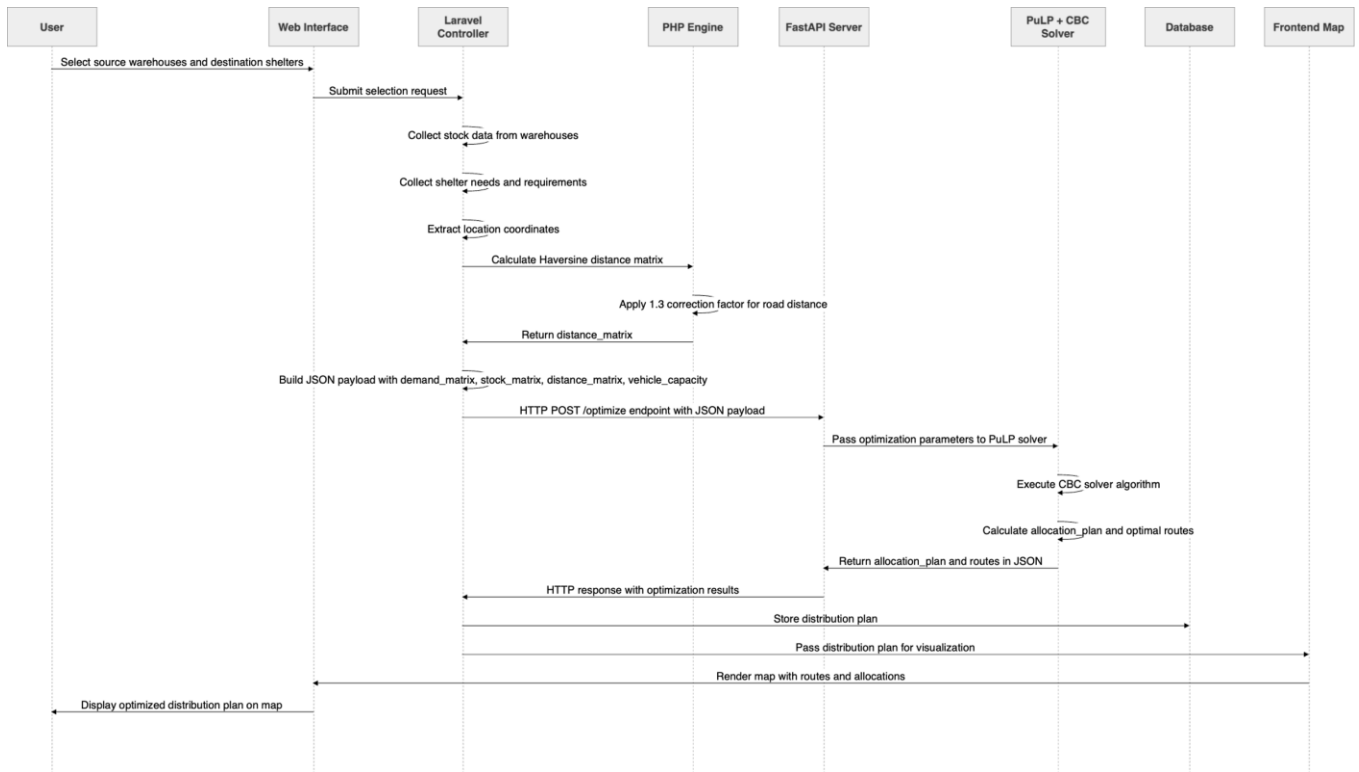 User
Web Interface
Laravel
Controller
PHP Engine
FastAPI Server
PuLP + CBC
Solver
Database
Frontend Map
Select source warehouses and destination shelters
Submit selection request
Collect stock data from warehouses
Collect shelter needs and requirements
Extract location coordinates
Calculate Haversine distance matrix
Apply 1.3 correction factor for road distance
Return distance_matrix
Build JSON payload with demand_matrix, stock_matrix, distance_matrix, vehicle_capacity
HTTP POST /optimize endpoint with JSON payload
Pass optimization parameters to PuLP solver
Execute CBC solver algorithm
Calculate allocation_plan and optimal routes
Return allocation_plan and routes in JSON
HTTP response with optimization results
Store distribution plan
Pass distribution plan for visualization
Render map with routes and allocations
Display optimized distribution plan on map